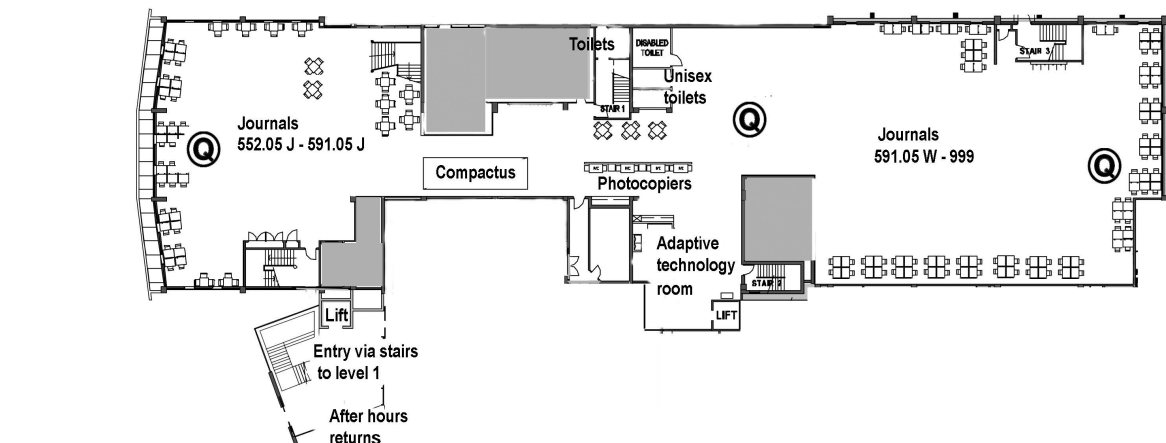 Toilets
DISABLED
TOILET
STAIR 3
Unisex
toilets
STAIR 1
Q
Journals
552.05 J - 591.05 J
Q
Journals
591.05 W - 999
Q
Compactus
Photocopiers
Adaptive
technology
room
STAIR 2
Lift
LIFT
Entry via stairs
to level 1
After hours
returns